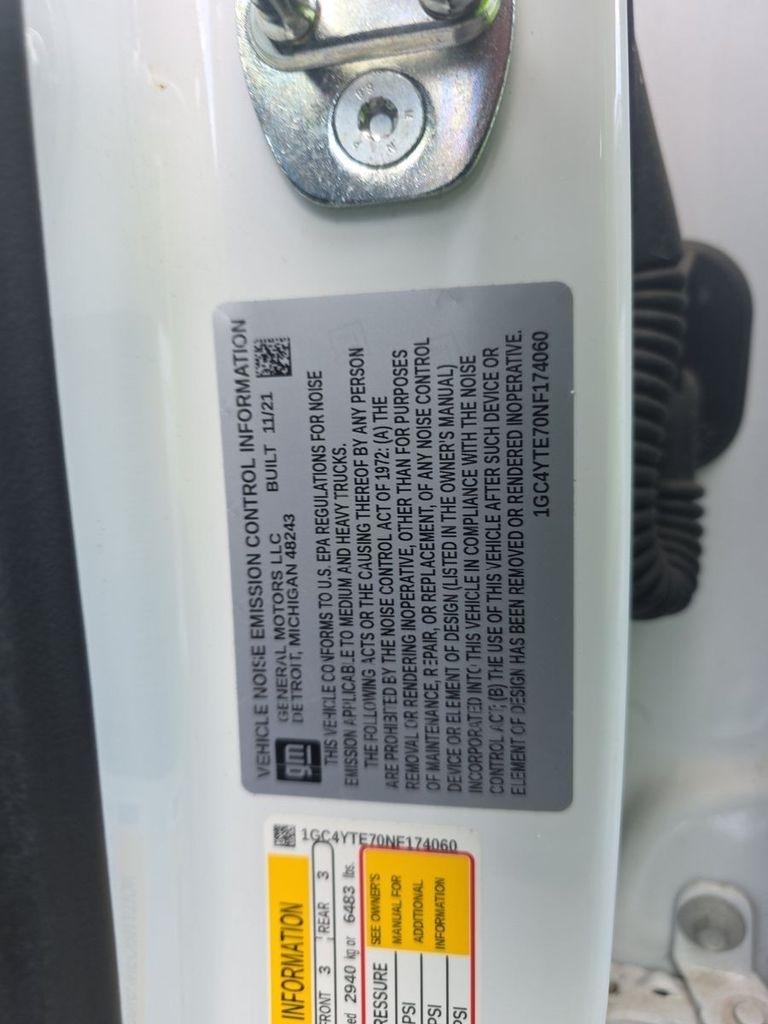 VEHICLE NOISE EMISSION CONTROL INFORMATION
gm
GENERAL MOTORS LLC
DETROIT, MICHIGAN 48243
BUILT 11/21
THIS VEHICLE CONFORMS TO U.S. EPA REGULATIONS FOR NOISE
EMISSION APPLICABLE TO MEDIUM AND HEAVY TRUCKS.
THE FOLLOWING ACTS OR THE CAUSING THEREOF BY ANY PERSON
ARE PROHIBITED BY THE NOISE CONTROL ACT OF 1972: (A) THE
REMOVAL OR RENDERING INOPERATIVE, OTHER THAN FOR PURPOSES
OF MAINTENANCE, REPAIR, OR REPLACEMENT, OF ANY NOISE CONTROL
DEVICE OR ELEMENT OF DESIGN (LISTED IN THE OWNER'S MANUAL)
INCORPORATED INTO THIS VEHICLE IN COMPLIANCE WITH THE NOISE
CONTROL ACT; (B) THE USE OF THIS VEHICLE AFTER SUCH DEVICE OR
ELEMENT OF DESIGN HAS BEEN REMOVED OR RENDERED INOPERATIVE.
1GC4YTE70NF174060
1GC4YTE70NF174060
INFORMATION
FRONT 3 REAR 3
2940 kg or 6483 lbs.
RESSURE
SEE OWNER'S
MANUAL FOR
ADDITIONAL
INFORMATION
PSI
PSI
PSI